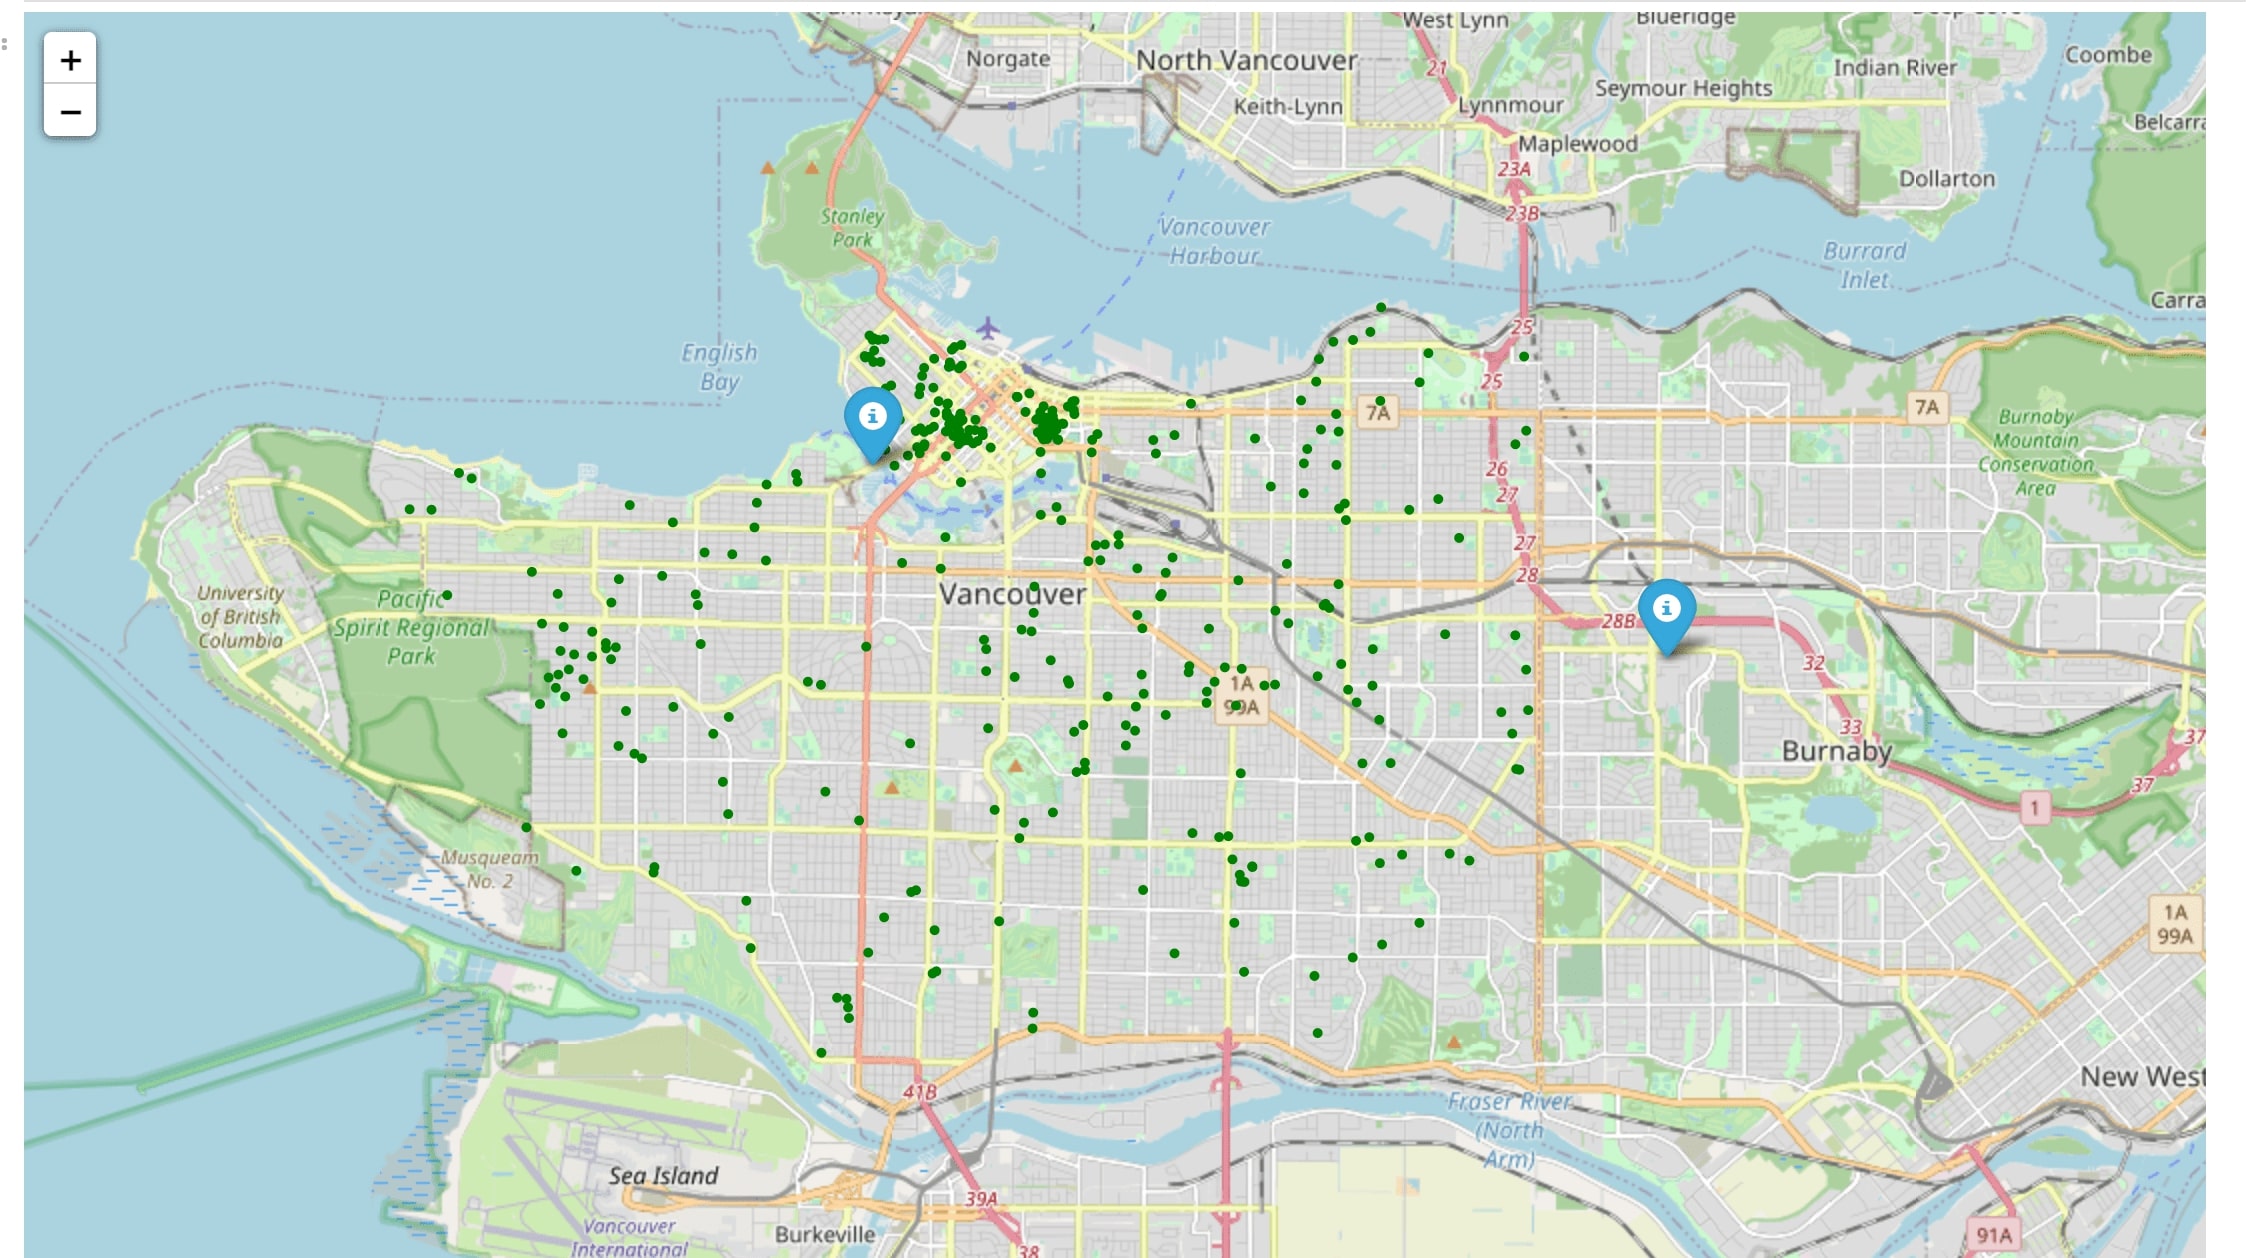 Norgate
North Vancouver
West Lynn
Blueridge
Coombe
21
Indian River
Keith-Lynn
Lynnmour
Seymour Heights
Maplewood
Belcarra
23A
Dollarton
23B
Stanley
Park
Vancouver
Harbour
Burrard
Inlet
Carra
+
−
English
Bay
i
25
25
7A
7A
Burnaby
Mountain
Conservation
Area
26
27
27
28
University
of British
Columbia
Pacific
Spirit Regional
Park
Vancouver
28B
i
32
1A
99A
33
Burnaby
37
37
1
Musqueam
No. 2
1A
99A
New West
41B
Fraser River
(North
Arm)
Sea Island
39A
Vancouver
International
Burkeville
38
91A